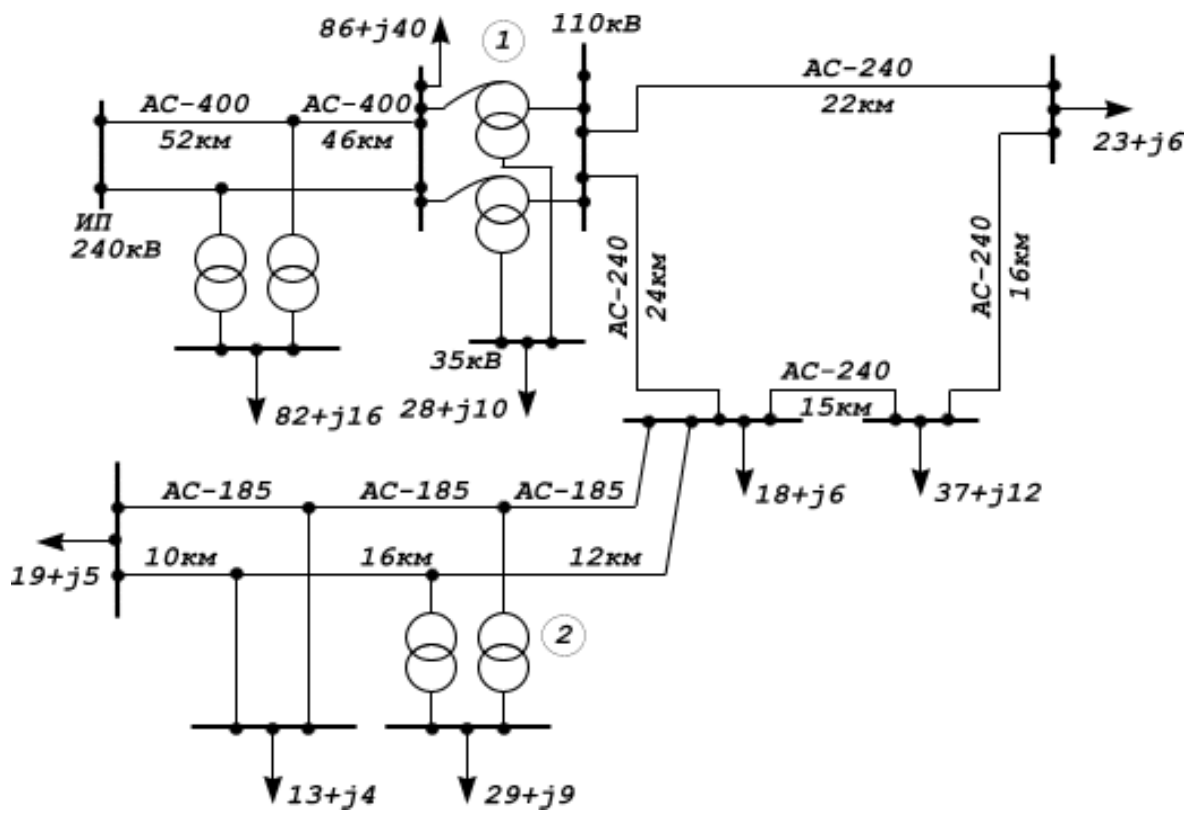 86+j40
1
110кВ
АС-400
52км
АС-400
46км
АС-240
22км
23+j6
ИП
240кВ
АС-240
24км
АС-240
16км
35кВ
82+j16
28+j10
АС-240
15км
18+j6
37+j12
АС-185
АС-185
АС-185
19+j5
10км
16км
12км
2
13+j4
29+j9